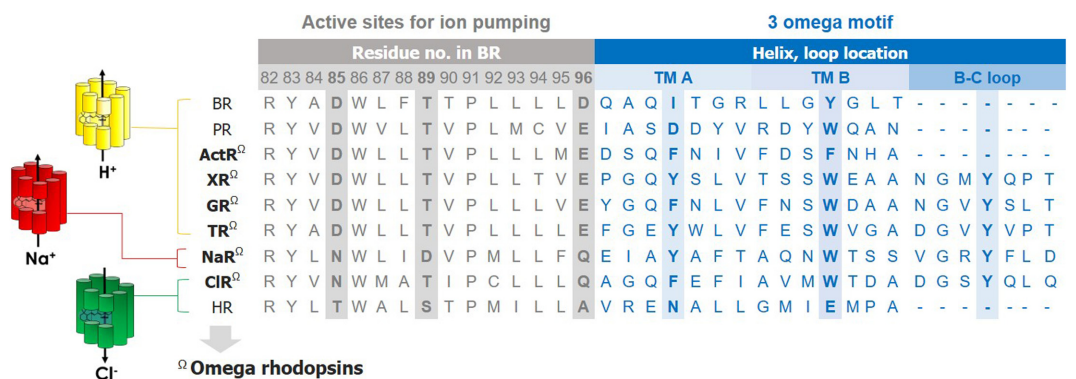 Active sites for ion pumping 3 omega motif
Residue no. in BR Helix, loop location
82 83 84 85 86 87 88 89 90 91 92 93 94 95 96 TM A TM B B-C loop
BR R Y A D W L F T T P L L L L D Q A Q I T G R L L G Y G L T - - - - - - -
PR R Y V D W V L T V P L M C V E I A S D D Y V R D Y W Q A N - - - - - - -
ActRΩ R Y V D W L L T V P L L L M E D S Q F N I V F D S F N H A - - - - - - -
XRΩ R Y V D W L L T V P L L T V E P G Q Y S L V T S S W E A A N G M Y Q P T
GRΩ R Y V D W L L T V P L L L V E Y G Q F N L V F N S W D A A N G V Y S L T
TRΩ R Y A D W L L T V P L L L L E F G E Y W L V F E S W V G A D G V Y V P T
NaRΩ R Y L N W L I D V P M L L F Q E I A Y A F T A Q N W T S S V G R Y F L D
ClRΩ R Y V N W M A T I P C L L L Q A G Q F E F I A V M W T D A D G S Y Q L Q
HR R Y L T W A L S T P M I L L A V R E N A L L G M I E M P A - - - - - - -
H⁺
Na⁺
Cl⁻
Ω Omega rhodopsins